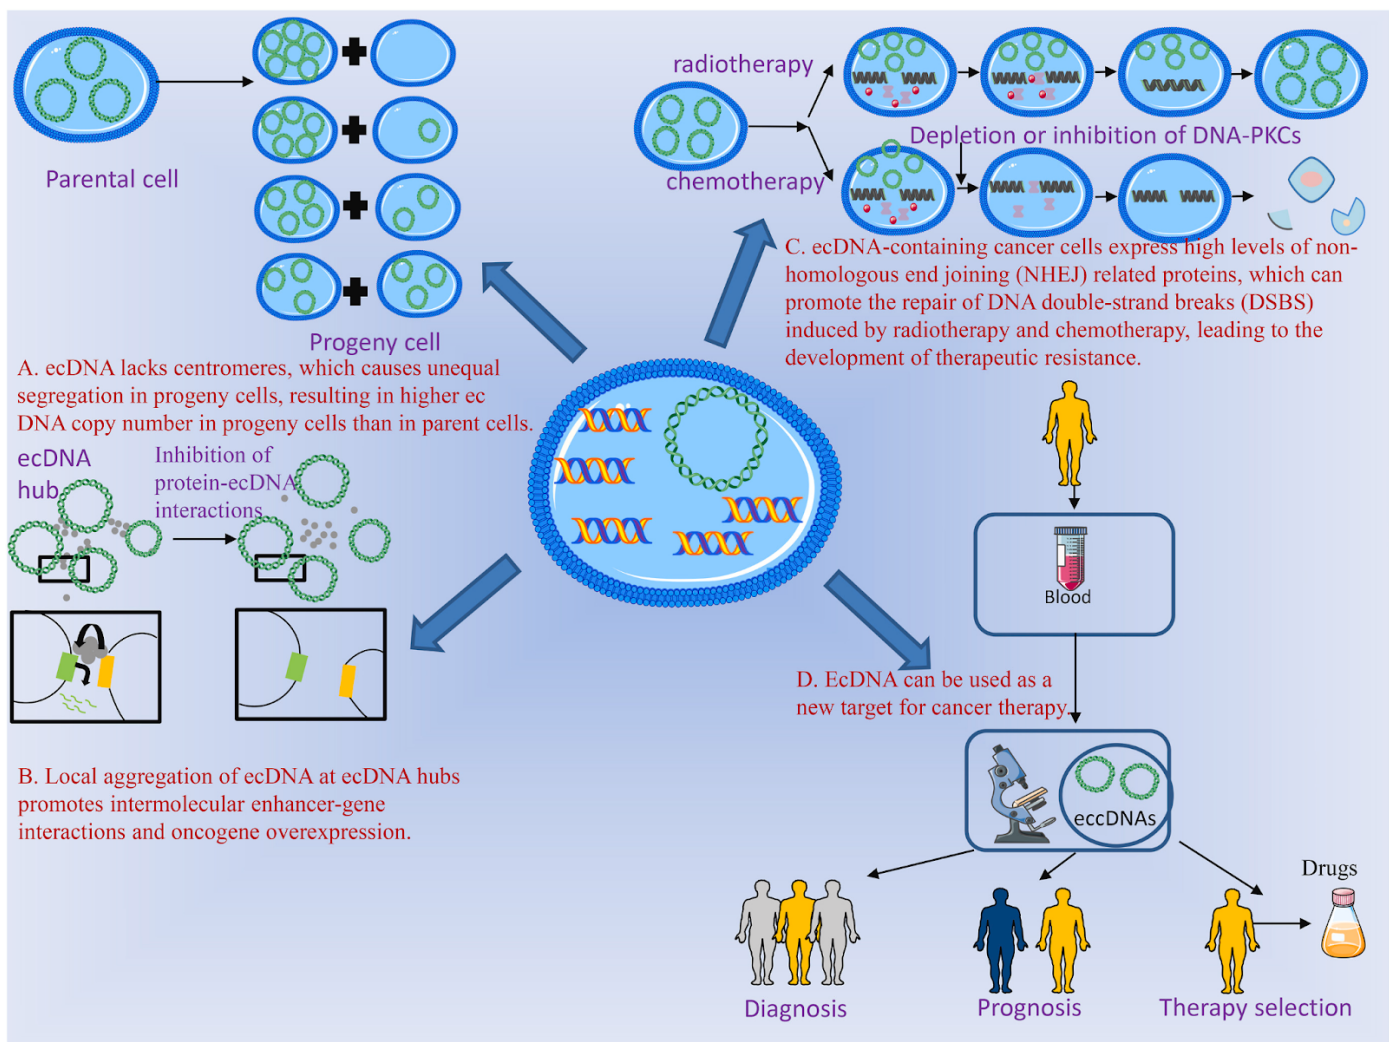 Parental cell
Progeny cell
A. ecDNA lacks centromeres, which causes unequal
segregation in progeny cells, resulting in higher ec
DNA copy number in progeny cells than in parent cells.
ecDNA
hub
Inhibition of
protein-ecDNA
interactions
B. Local aggregation of ecDNA at ecDNA hubs
promotes intermolecular enhancer-gene
interactions and oncogene overexpression.
radiotherapy
chemotherapy
Depletion or inhibition of DNA-PKCs
C. ecDNA-containing cancer cells express high levels of non-
homologous end joining (NHEJ) related proteins, which can
promote the repair of DNA double-strand breaks (DSBS)
induced by radiotherapy and chemotherapy, leading to the
development of therapeutic resistance.
Blood
D. EcDNA can be used as a
new target for cancer therapy.
eccDNAs
Drugs
Diagnosis
Prognosis
Therapy selection